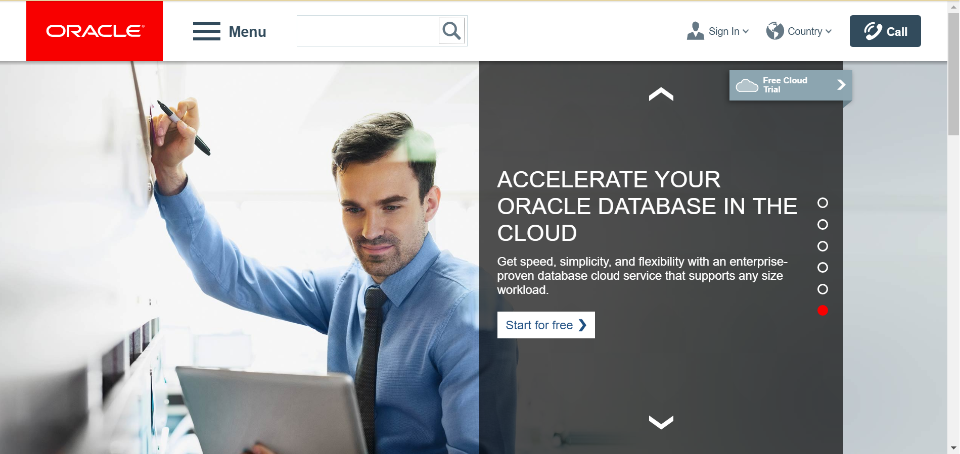 ORACLE®
Menu
Sign In
Country
Call
Free Cloud
Trial
ACCELERATE YOUR
ORACLE DATABASE IN THE
CLOUD
Get speed, simplicity, and flexibility with an enterprise-
proven database cloud service that supports any size
workload.
Start for free